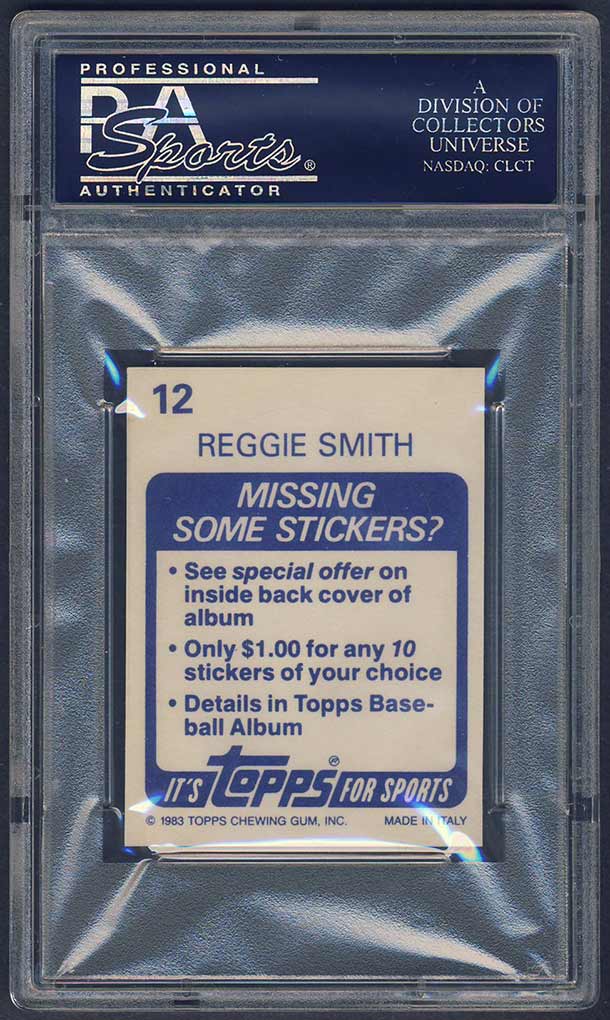 PROFESSIONAL
PSA
Sports®
AUTHENTICATOR
A
DIVISION OF
COLLECTORS
UNIVERSE
NASDAQ: CLCT
12
REGGIE SMITH
MISSING
SOME STICKERS?
• See special offer on
inside back cover of
album
• Only $1.00 for any 10
stickers of your choice
• Details in Topps Base-
ball Album
IT'S topps® FOR SPORTS
© 1983 TOPPS CHEWING GUM, INC. MADE IN ITALY